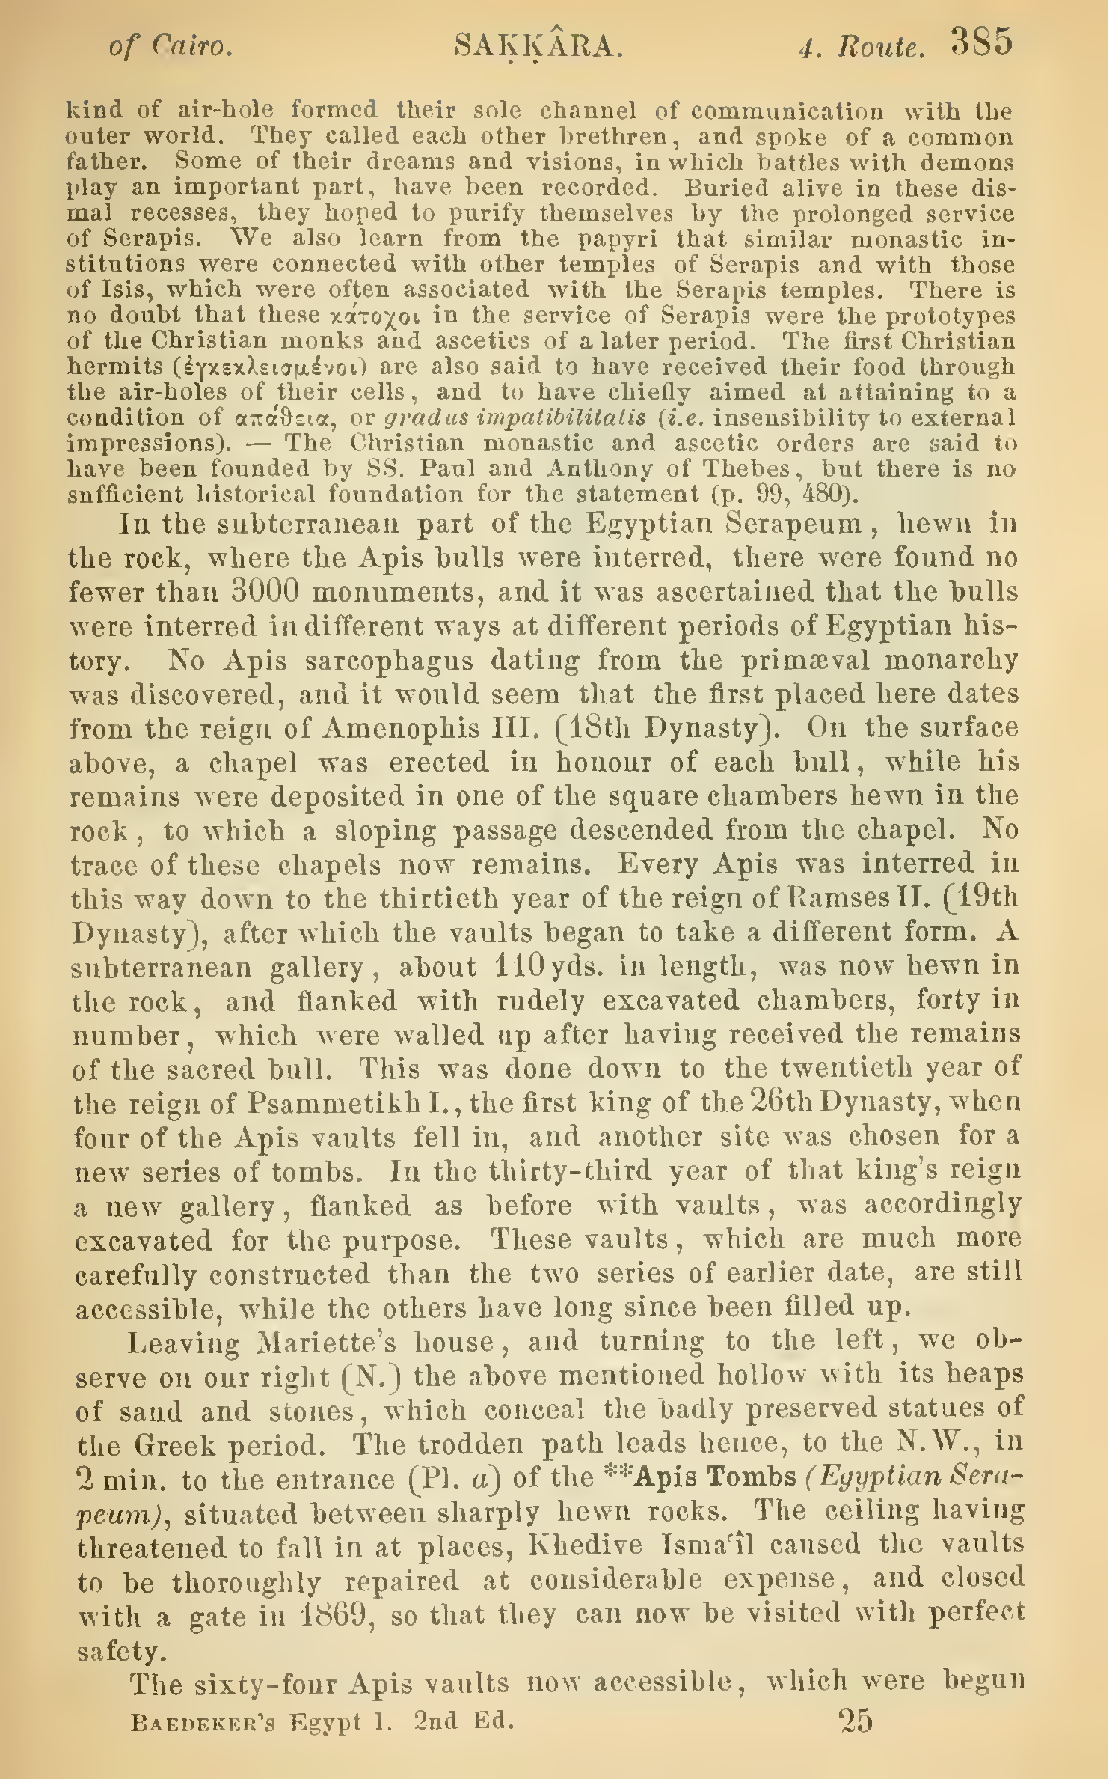 of Cairo. SAḲḲÂRA. 4. Route. 385
kind of air-hole formed their sole channel of communication with the
outer world. They called each other brethren, and spoke of a common
father. Some of their dreams and visions, in which battles with demons
play an important part, have been recorded. Buried alive in these dis-
mal recesses, they hoped to purify themselves by the prolonged service
of Serapis. We also learn from the papyri that similar monastic in-
stitutions were connected with other temples of Serapis and with those
of Isis, which were often associated with the Serapis temples. There is
no doubt that these κάτοχοι in the service of Serapis were the prototypes
of the Christian monks and ascetics of a later period. The first Christian
hermits (ἐγκεκλεισμένοι) are also said to have received their food through
the air-holes of their cells, and to have chiefly aimed at attaining to a
condition of απάθεια, or gradus impatibilitatis (i.e. insensibility to external
impressions). — The Christian monastic and ascetic orders are said to
have been founded by SS. Paul and Anthony of Thebes, but there is no
sufficient historical foundation for the statement (p. 99, 480).
In the subterranean part of the Egyptian Serapeum, hewn in
the rock, where the Apis bulls were interred, there were found no
fewer than 3000 monuments, and it was ascertained that the bulls
were interred in different ways at different periods of Egyptian his-
tory. No Apis sarcophagus dating from the primæval monarchy
was discovered, and it would seem that the first placed here dates
from the reign of Amenophis III. (18th Dynasty). On the surface
above, a chapel was erected in honour of each bull, while his
remains were deposited in one of the square chambers hewn in the
rock, to which a sloping passage descended from the chapel. No
trace of these chapels now remains. Every Apis was interred in
this way down to the thirtieth year of the reign of Ramses II. (19th
Dynasty), after which the vaults began to take a different form. A
subterranean gallery, about 110 yds. in length, was now hewn in
the rock, and flanked with rudely excavated chambers, forty in
number, which were walled up after having received the remains
of the sacred bull. This was done down to the twentieth year of
the reign of Psammetikh I., the first king of the 26th Dynasty, when
four of the Apis vaults fell in, and another site was chosen for a
new series of tombs. In the thirty-third year of that king's reign
a new gallery, flanked as before with vaults, was accordingly
excavated for the purpose. These vaults, which are much more
carefully constructed than the two series of earlier date, are still
accessible, while the others have long since been filled up.
Leaving Mariette's house, and turning to the left, we ob-
serve on our right (N.) the above mentioned hollow with its heaps
of sand and stones, which conceal the badly preserved statues of
the Greek period. The trodden path leads hence, to the N.W., in
2 min. to the entrance (Pl. a) of the **Apis Tombs (Egyptian Sera-
peum), situated between sharply hewn rocks. The ceiling having
threatened to fall in at places, Khedive Ismaʿîl caused the vaults
to be thoroughly repaired at considerable expense, and closed
with a gate in 1869, so that they can now be visited with perfect
safety.
The sixty-four Apis vaults now accessible, which were begun
BAEDEKER's Egypt I. 2nd Ed. 25